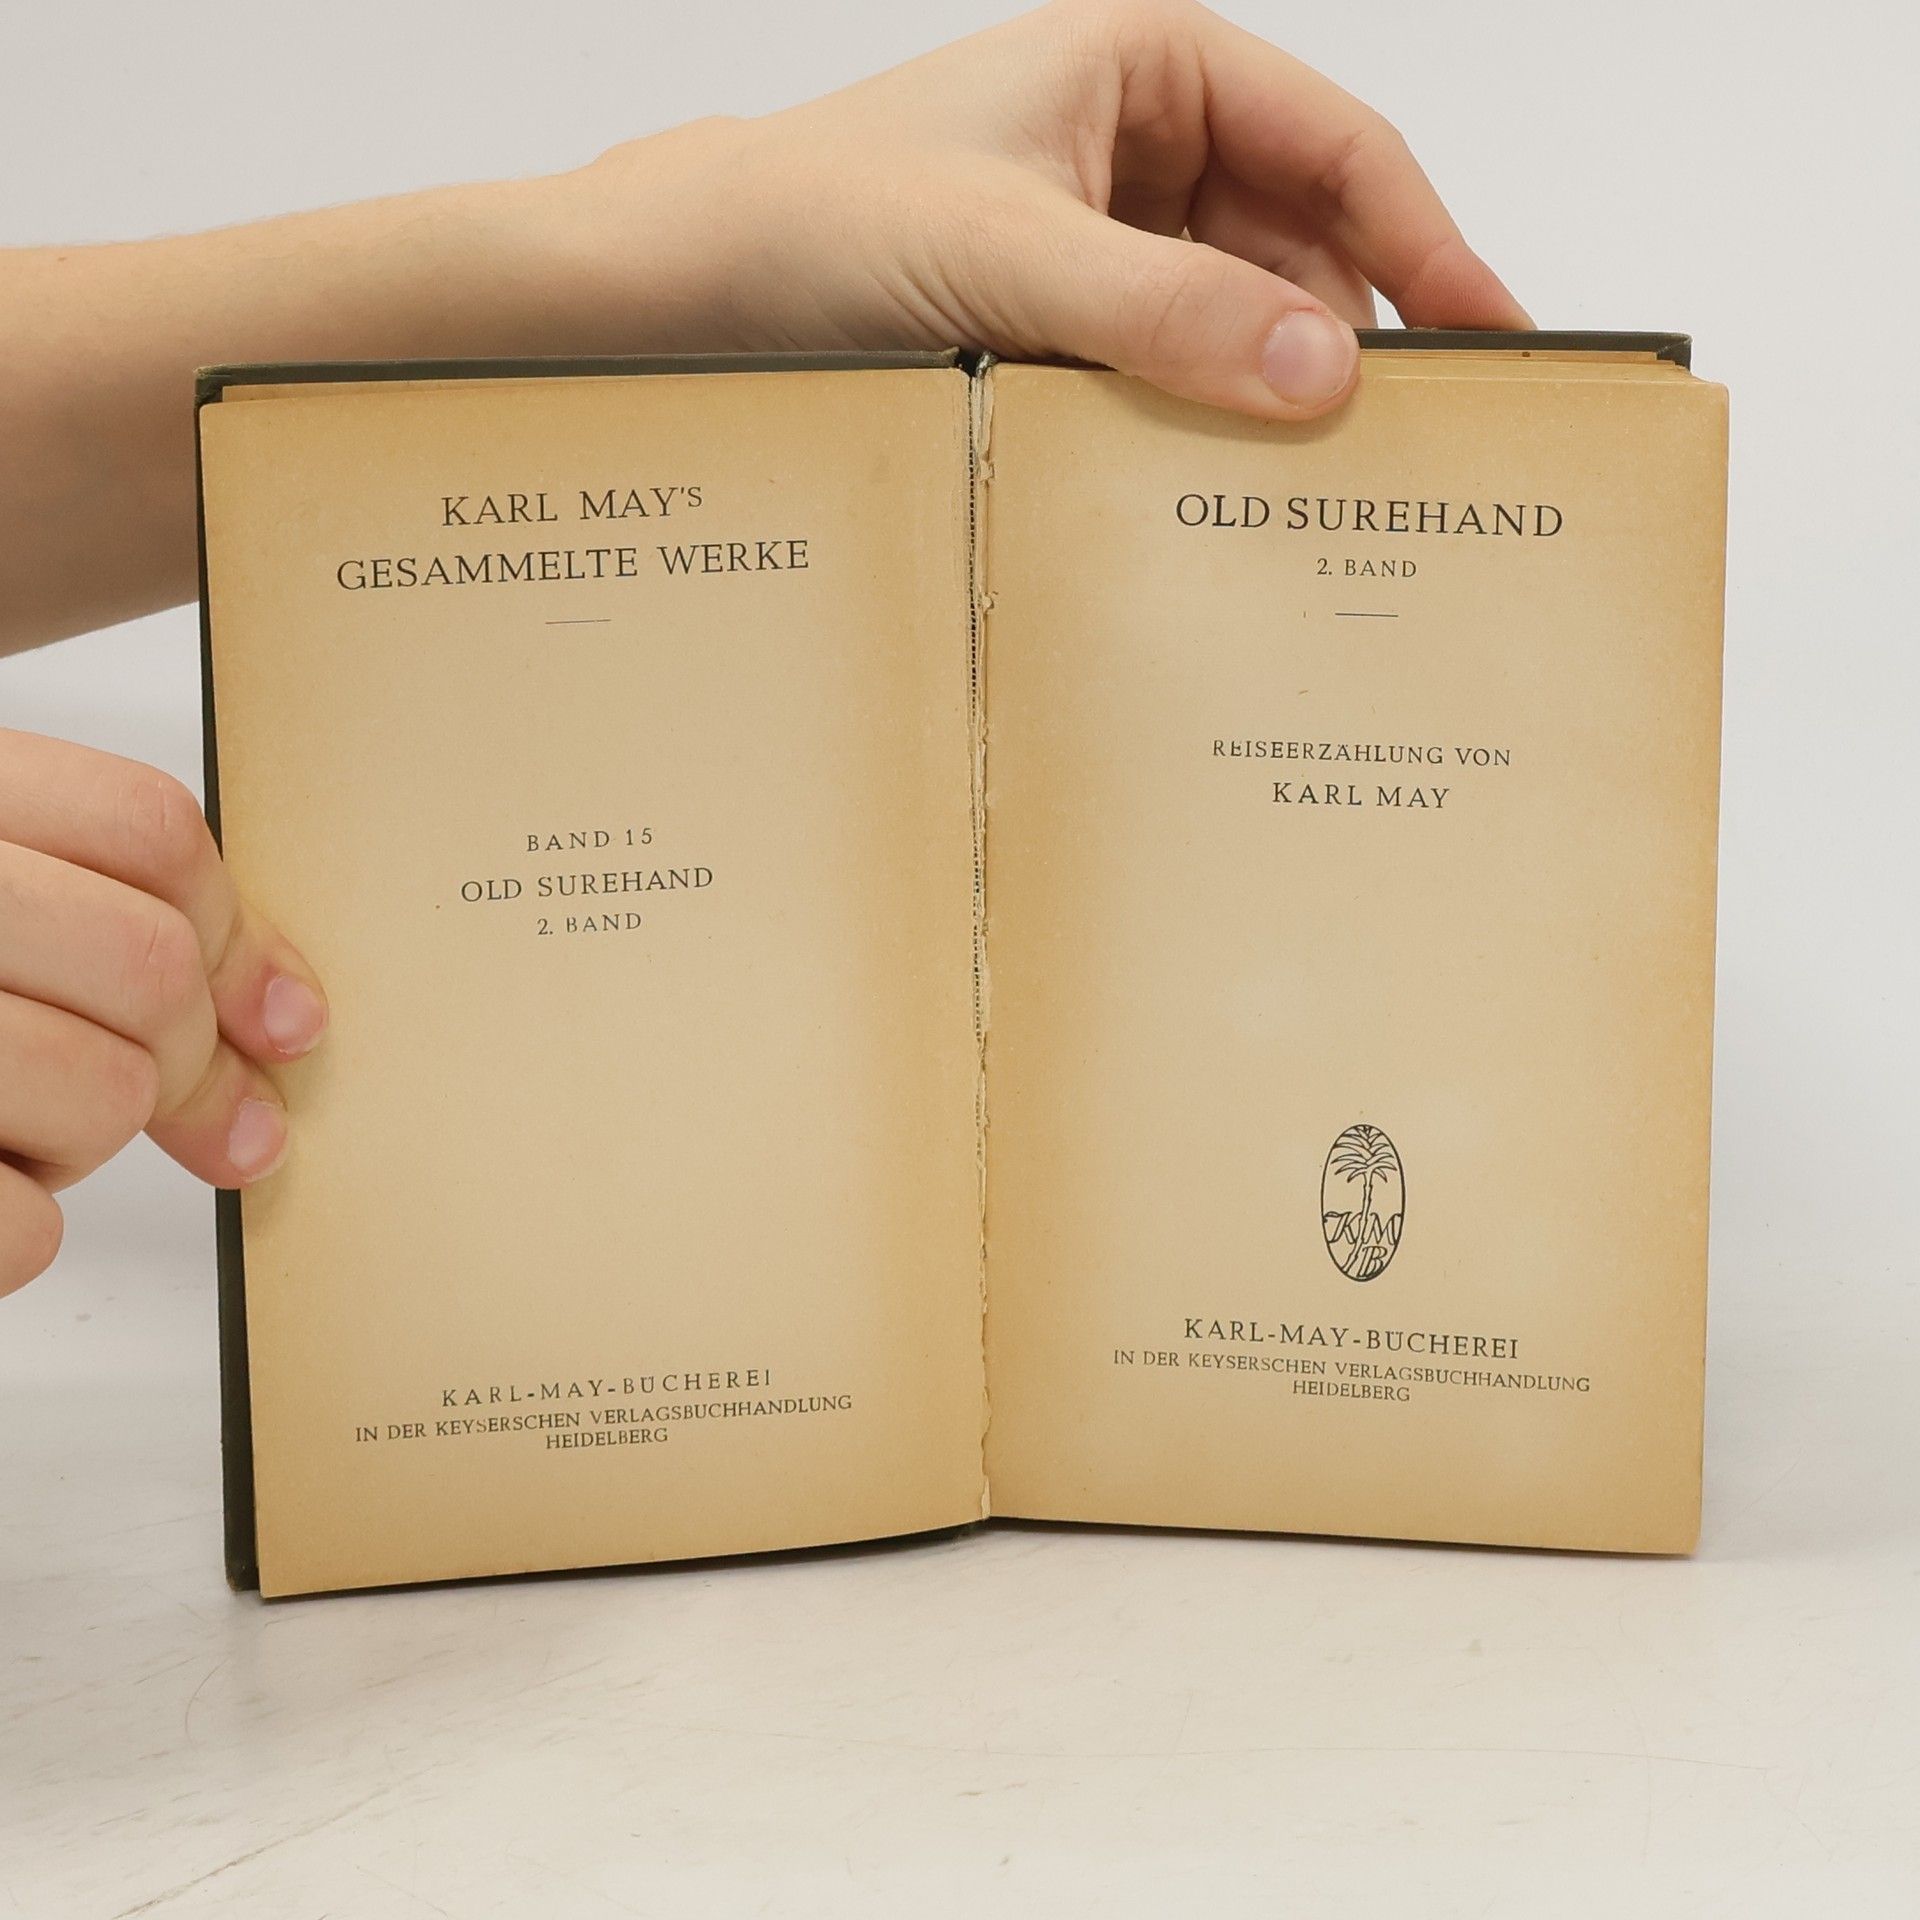 KARL MAY'S
GESAMMELTE WERKE
BAND 15
OLD SUREHAND
2. BAND
KARL-MAY-BÜCHEREI
IN DER KEYSERSCHEN VERLAGSBUCHHANDLUNG
HEIDELBERG
OLD SUREHAND
2. BAND
REISEERZÄHLUNG VON
KARL MAY
KM
B
KARL-MAY-BÜCHEREI
IN DER KEYSERSCHEN VERLAGSBUCHHANDLUNG
HEIDELBERG